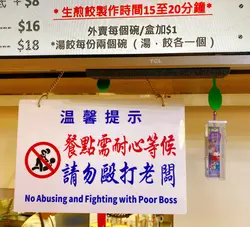 $8
$16
$18
*生煎餃製作時間15至20分鐘*
外賣每個碗/盒加$1
*湯餃每份兩個碗(湯．餃各一個)
TCL
溫馨提示
餐點需耐心等候
請勿毆打老闆
No Abusing and Fighting with Poor Boss